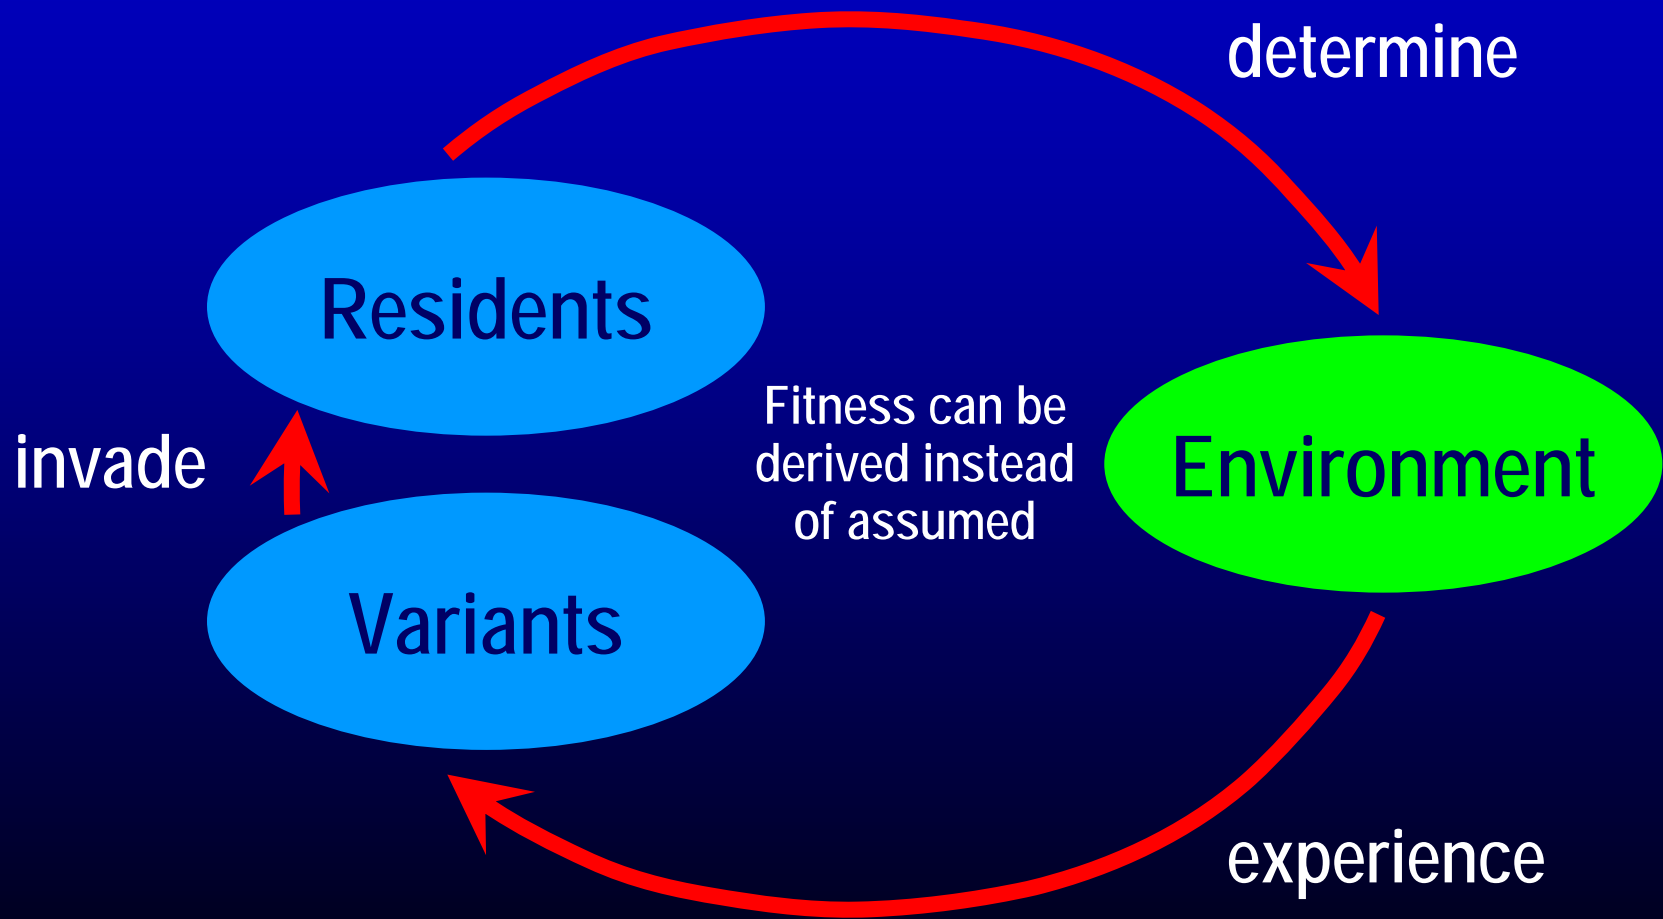 determine
Residents
Fitness can be
derived instead
of assumed
invade
Environment
Variants
experience